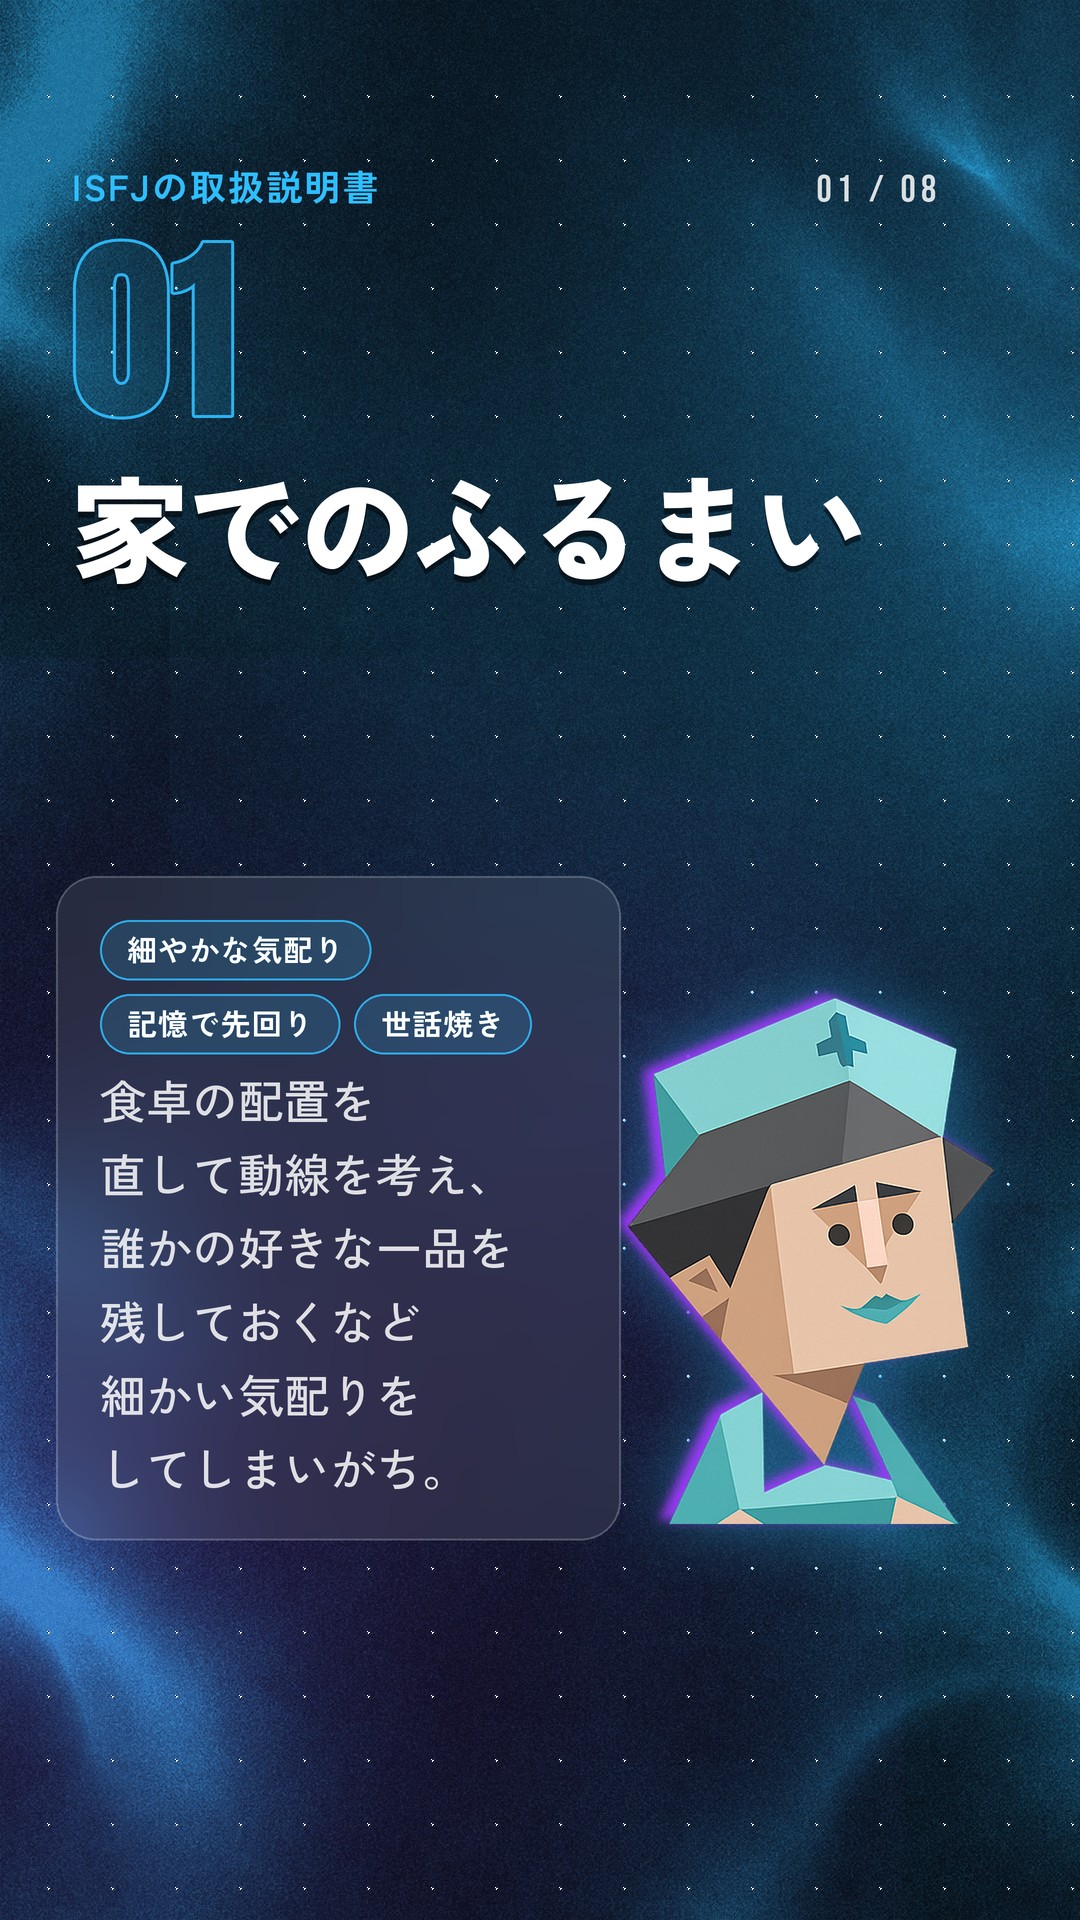 ISFJの取扱説明書
01 / 08
01
家でのふるまい
細やかな気配り
記憶で先回り 世話焼き
食卓の配置を
直して動線を考え、
誰かの好きな一品を
残しておくなど
細かい気配りを
してしまいがち。